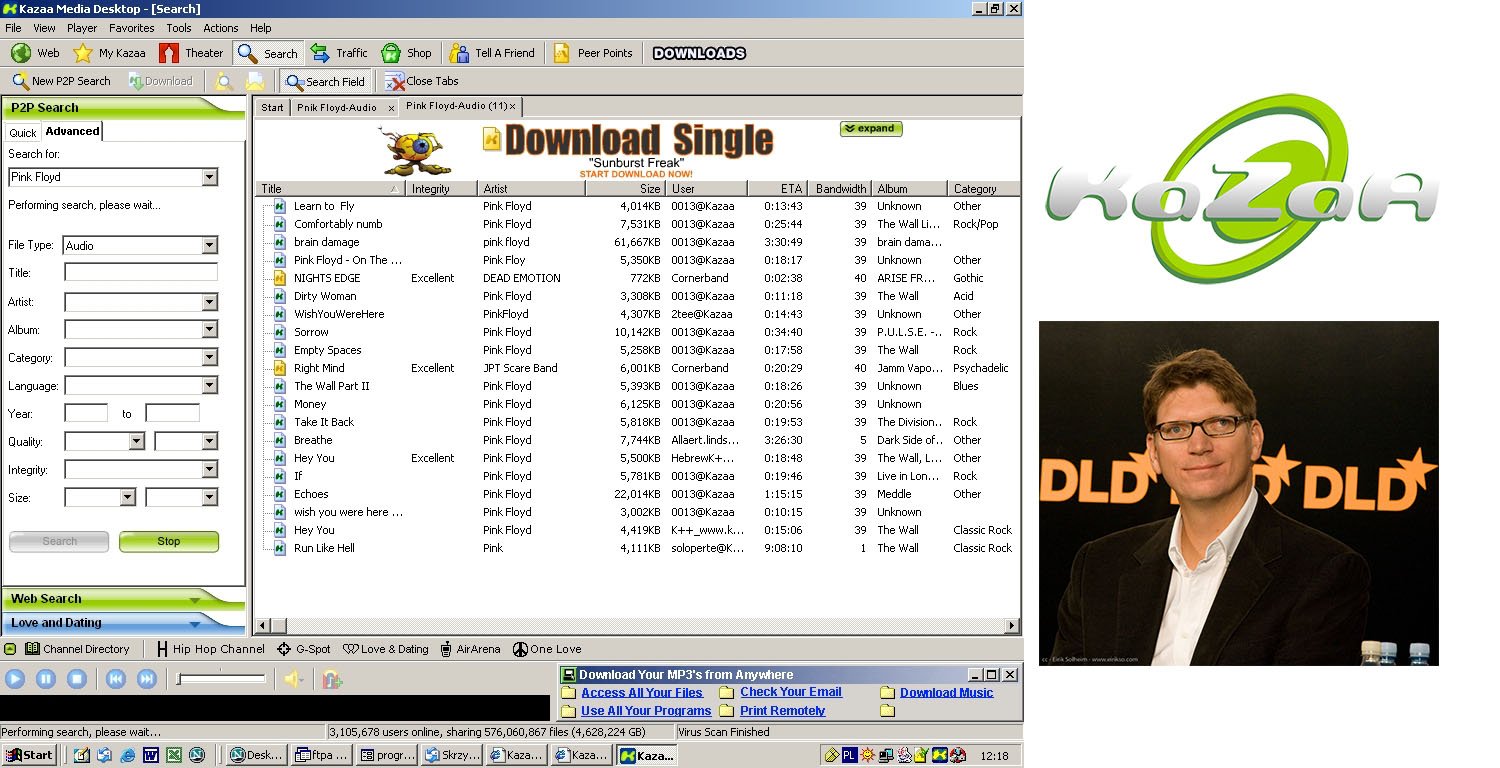 Kazaa Media Desktop - [Search]
File View Player Favorites Tools Actions Help
Web My Kazaa Theater Search Traffic Shop Tell A Friend Peer Points DOWNLOADS
New P2P Search Download Search Field Close Tabs
P2P Search
Quick Advanced
Search for:
Pink Floyd
Performing search, please wait...
File Type: Audio
Title:
Artist:
Album:
Category:
Language:
Year: to
Quality:
Integrity:
Size:
Search Stop
Web Search
Love and Dating
Start Pnik Floyd-Audio x Pink Floyd-Audio (11) x
Download Single
"Sunburst Freak"
START DOWNLOAD NOW!
expand
Title Integrity Artist Size User ETA Bandwidth Album Category
Learn to Fly Pink Floyd 4,014KB 0013@Kazaa 0:13:43 39 Unknown Other
Comfortably numb Pink Floyd 7,531KB 0013@Kazaa 0:25:44 39 The Wall Li... Rock/Pop
brain damage pink floyd 61,667KB 0013@Kazaa 3:30:49 39 brain dama...
Pink Floyd - On The ... Pink Floy 5,350KB 0013@Kazaa 0:18:17 39 Unknown Other
NIGHTS EDGE Excellent DEAD EMOTION 772KB Cornerband 0:02:38 40 ARISE FR... Gothic
Dirty Woman Pink Floyd 3,308KB 0013@Kazaa 0:11:18 39 The Wall Acid
WishYouWereHere PinkFloyd 4,307KB 2tee@Kazaa 0:14:43 39 Unknown Other
Sorrow Pink Floyd 10,142KB 0013@Kazaa 0:34:40 39 P.U.L.S.E. -.. Rock
Empty Spaces Pink Floyd 5,258KB 0013@Kazaa 0:17:58 39 The Wall Rock
Right Mind Excellent JPT Scare Band 6,001KB Cornerband 0:20:29 40 Jamm Vapo... Psychadelic
The Wall Part II Pink Floyd 5,393KB 0013@Kazaa 0:18:26 39 Unknown Blues
Money Pink Floyd 6,125KB 0013@Kazaa 0:20:56 39 Unknown
Take It Back Pink Floyd 5,818KB 0013@Kazaa 0:19:53 39 The Division.. Rock
Breathe Pink Floyd 7,744KB Allaert.linds... 3:26:30 5 Dark Side of.. Other
Hey You Excellent Pink Floyd 5,500KB HebrewK+... 0:18:48 39 The Wall, L... Other
If Pink Floyd 5,781KB 0013@Kazaa 0:19:46 39 Live in Lon... Rock
Echoes Pink Floyd 22,014KB 0013@Kazaa 1:15:15 39 Meddle Other
wish you were here ... Pink Floyd 3,002KB 0013@Kazaa 0:10:15 39 Unknown
Hey You Pink Floyd 4,419KB K++_www.k... 0:15:06 39 The Wall Classic Rock
Run Like Hell Pink 4,111KB soloperte@K... 9:08:10 1 The Wall Classic Rock
Channel Directory Hip Hop Channel G-Spot Love & Dating AirArena One Love
Download Your MP3's from Anywhere
Access All Your Files Check Your Email Download Music
Use All Your Programs Print Remotely
Performing search, please wait... 3,105,678 users online, sharing 576,060,867 files (4,628,224 GB) Virus Scan Finished
Start Desk... ftpa ... progr... Skrzy... Kazaa... Kazaa... Kazaa... PL 12:18
KaZaA
DLD DLD DLD
cc - Eirik Solheim - www.eirikso.com